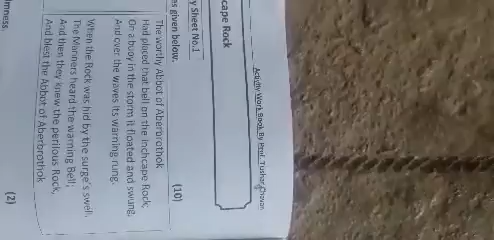 Activity Work Book By Prof. Tushar Chavan
cape Rock
y Sheet No.1
es given below.
(10)
The worthy Abbot of Aberbrothok
Had placed that bell on the Inchcape Rock;
On a buoy in the storm it floated and swung,
And over the waves its warning rung.
When the Rock was hid by the surge's swell,
The Mariners heard the warning Bell;
And then they knew the perilous Rock,
And blest the Abbot of Aberbrothok
(2)
lmness.